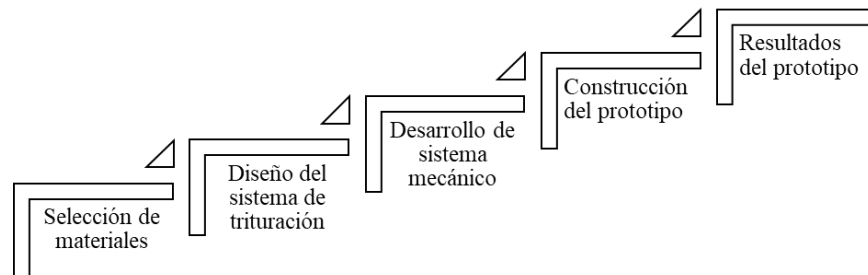 Selección de
materiales
Diseño del
sistema de
trituración
Desarrollo de
sistema
mecánico
Construcción
del prototipo
Resultados
del prototipo